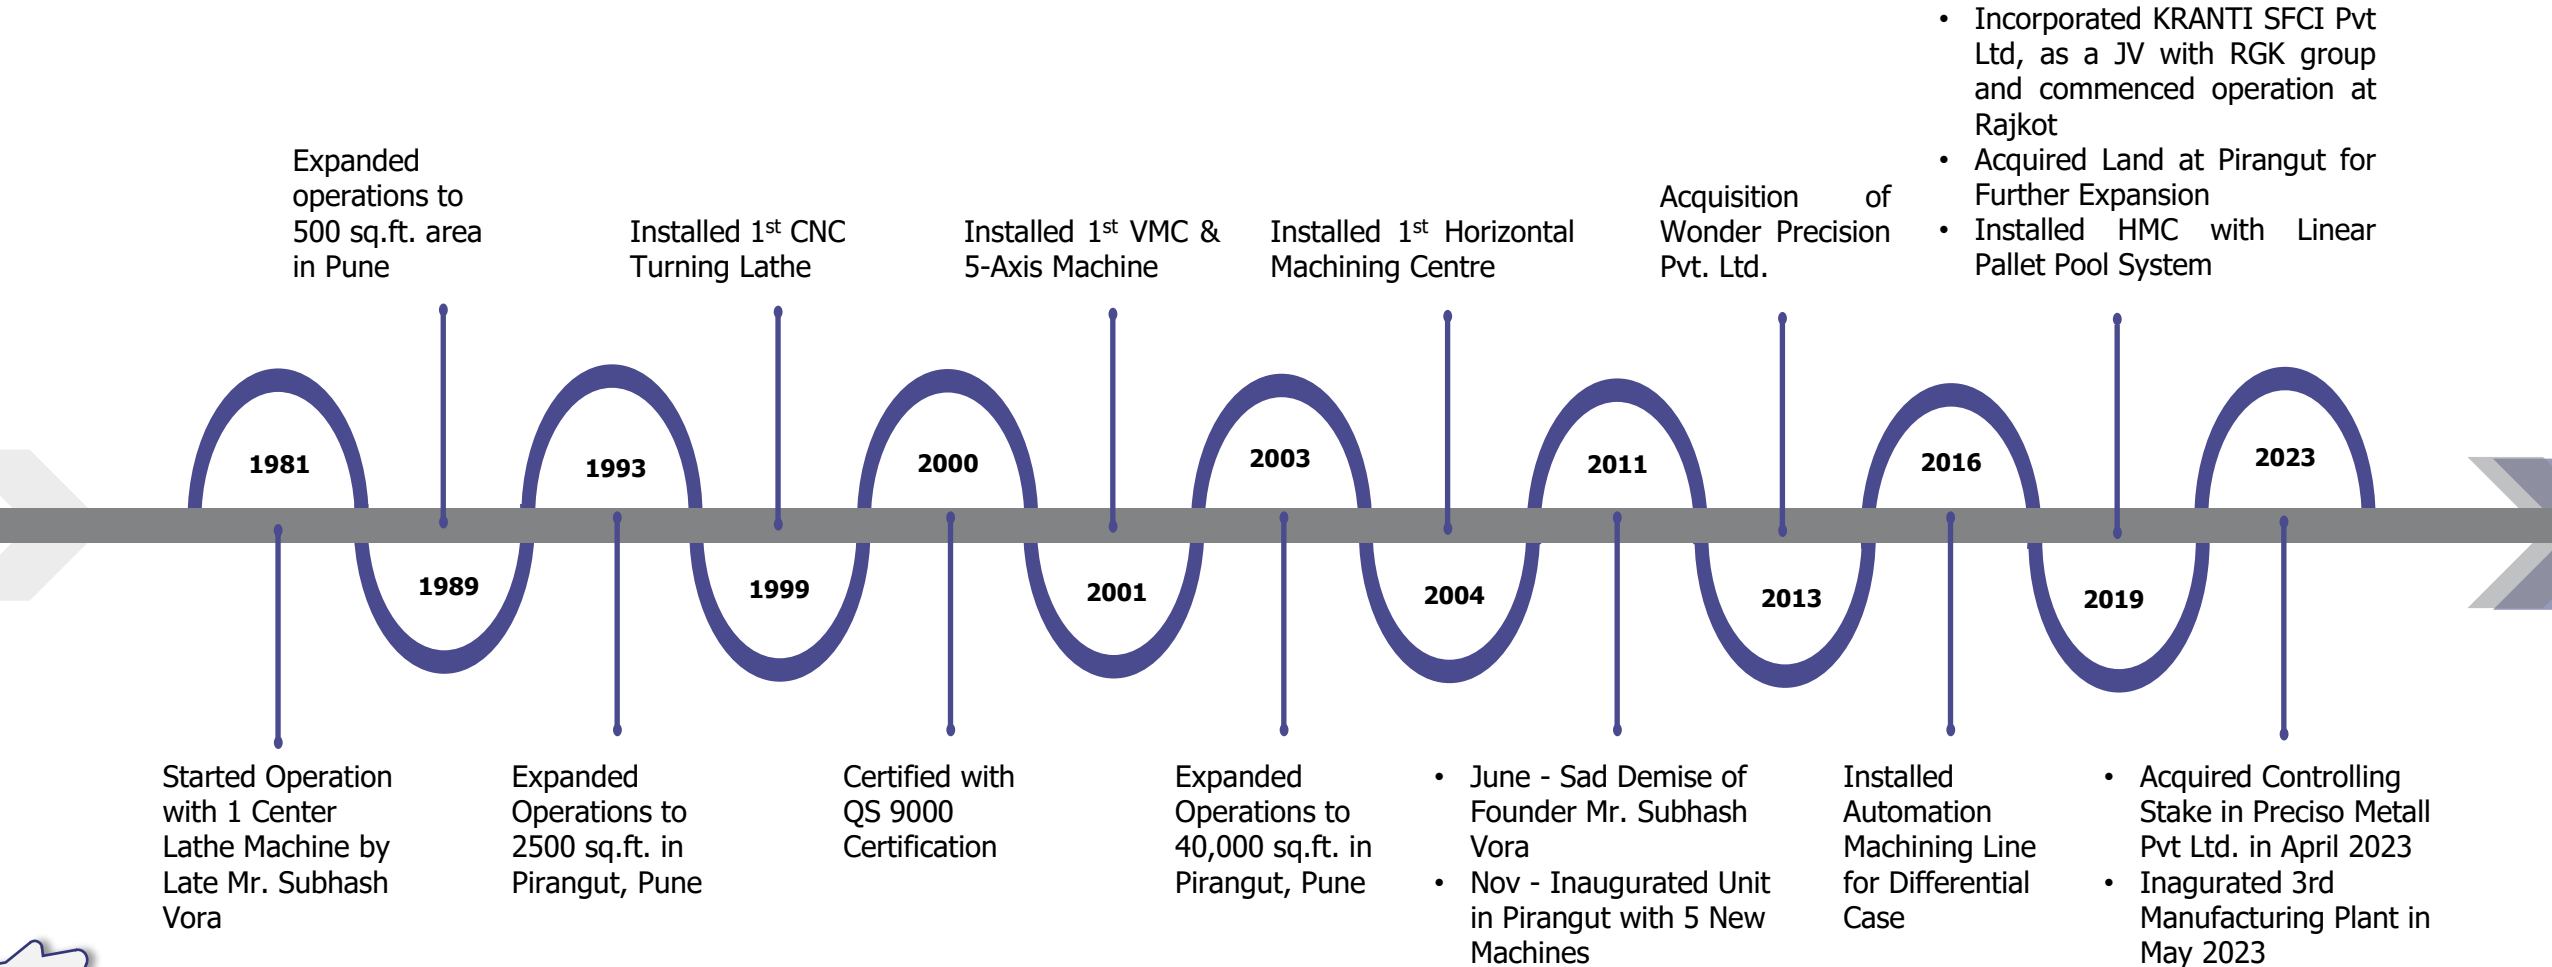 • Incorporated KRANTI SFCI Pvt
Ltd, as a JV with RGK group
and commenced operation at
Rajkot
• Acquired Land at Pirangut for
Further Expansion
• Installed HMC with Linear
Pallet Pool System
Expanded
operations to
500 sq.ft. area
in Pune
Installed 1st CNC
Turning Lathe
Installed 1st VMC &
5-Axis Machine
Installed 1st Horizontal
Machining Centre
Acquisition of
Wonder Precision
Pvt. Ltd.
1981
1989
1993
1999
2000
2001
2003
2004
2011
2013
2016
2019
2023
Started Operation
with 1 Center
Lathe Machine by
Late Mr. Subhash
Vora
Expanded
Operations to
2500 sq.ft. in
Pirangut, Pune
Certified with
QS 9000
Certification
Expanded
Operations to
40,000 sq.ft. in
Pirangut, Pune
• June - Sad Demise of
Founder Mr. Subhash
Vora
• Nov - Inaugurated Unit
in Pirangut with 5 New
Machines
Installed
Automation
Machining Line
for Differential
Case
• Acquired Controlling
Stake in Preciso Metall
Pvt Ltd. in April 2023
• Inagurated 3rd
Manufacturing Plant in
May 2023